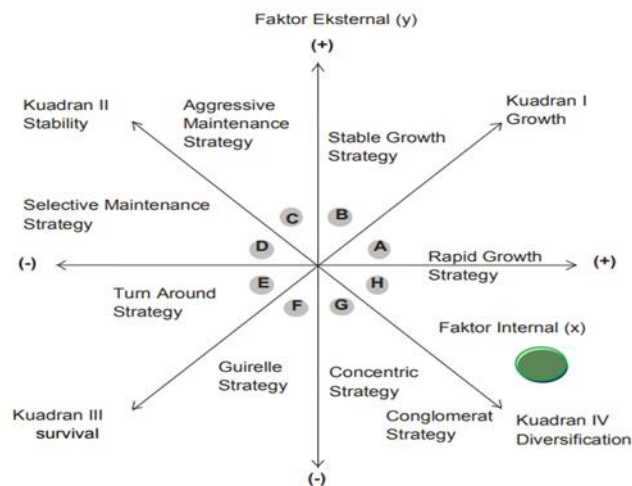 Faktor Eksternal (y)
(+)
Kuadran II
Stability
Aggressive
Maintenance
Strategy
Kuadran I
Growth
Stable Growth
Strategy
Selective Maintenance
Strategy
C
B
D
A
(-)
Rapid Growth
Strategy
(+)
E
H
F
G
Turn Around
Strategy
Faktor Internal (x)
Guirelle
Strategy
Concentric
Strategy
Kuadran III
survival
Conglomerat
Strategy
Kuadran IV
Diversification
(-)